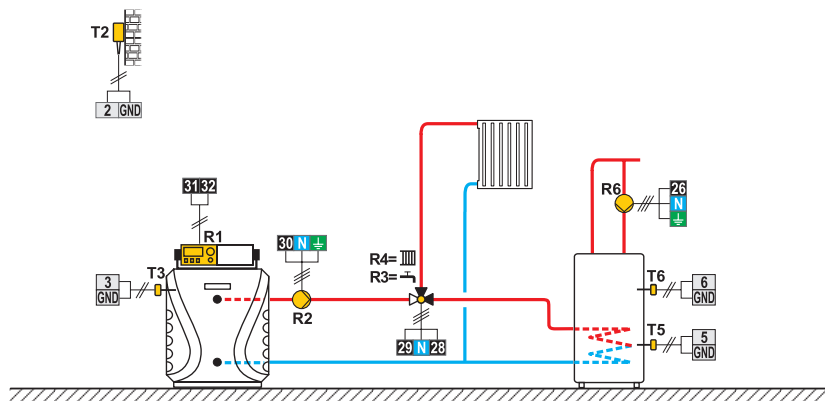 T2
2 GND
31 32
R1
R6
26
N
30 N
R4=
R3=
T3
3
GND
R2
T6
6
GND
T5
5
GND
29 N 28